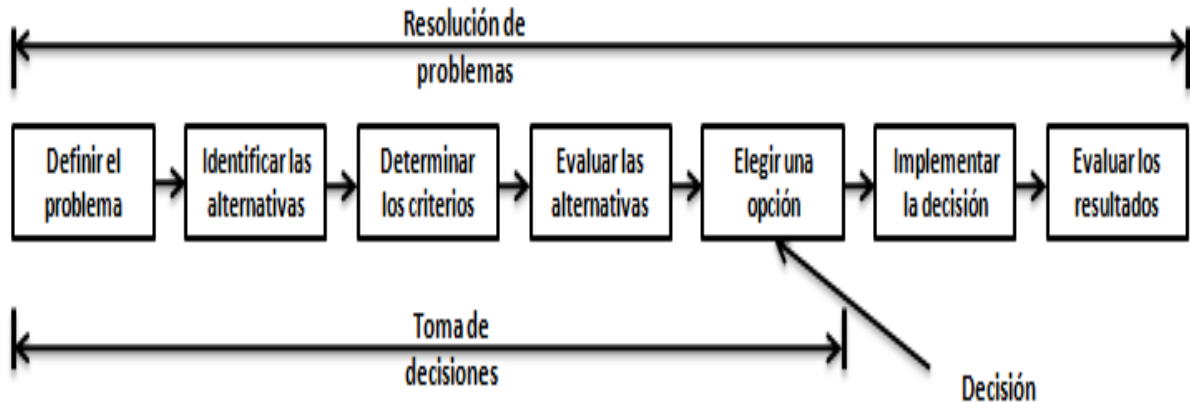 Resolución de
problemas
Definir el
problema
Identificar las
alternativas
Determinar
los criterios
Evaluar las
alternativas
Elegir una
opción
Implementar
la decisión
Evaluar los
resultados
Toma de
decisiones
Decisión